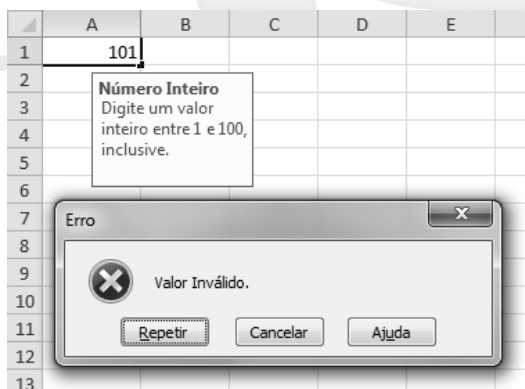 A B C D E
1 101
2
Número Inteiro
3
Digite um valor
4
inteiro entre 1 e 100,
5
inclusive.
6
7
Erro
8
9
Valor Inválido.
10
11
Repetir Cancelar Ajuda
12
13